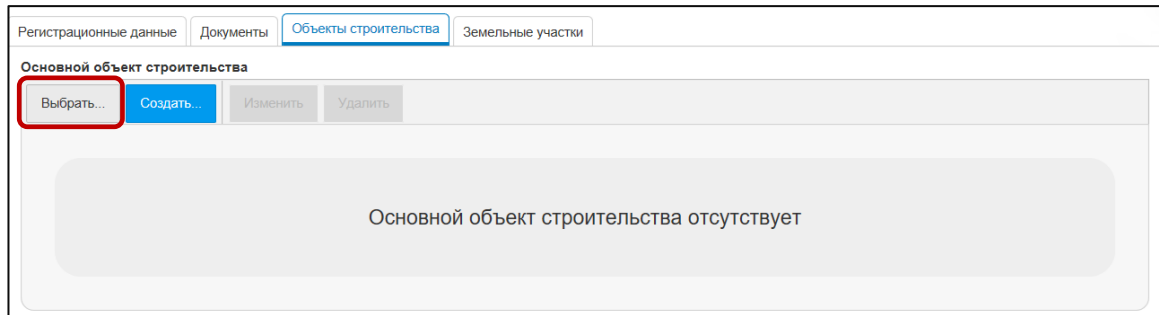 Регистрационные данные Документы Объекты строительства Земельные участки
Основной объект строительства
Выбрать... Создать... Изменить Удалить
Основной объект строительства отсутствует